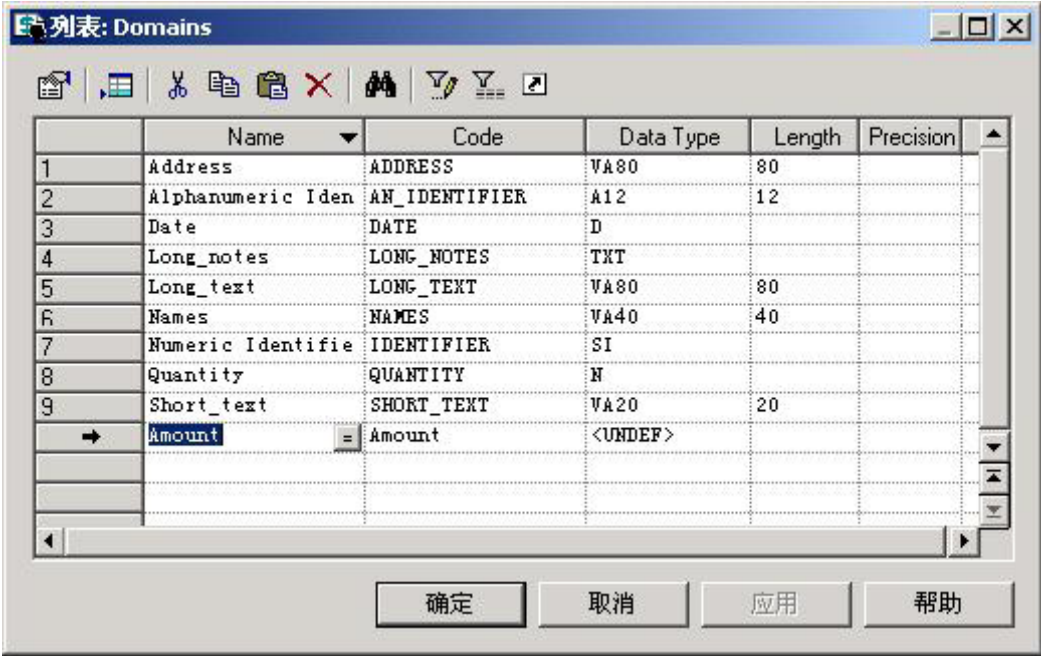 列表: Domains
Name Code Data Type Length Precision
1 Address ADDRESS VA80 80
2 Alphanumeric Iden AN_IDENTIFIER A12 12
3 Date DATE D
4 Long_notes LONG_NOTES TXT
5 Long_text LONG_TEXT VA80 80
6 Names NAMES VA40 40
7 Numeric Identifie IDENTIFIER SI
8 Quantity QUANTITY N
9 Short_text SHORT_TEXT VA20 20
Amount = Amount <UNDEF>
确定 取消 应用 帮助